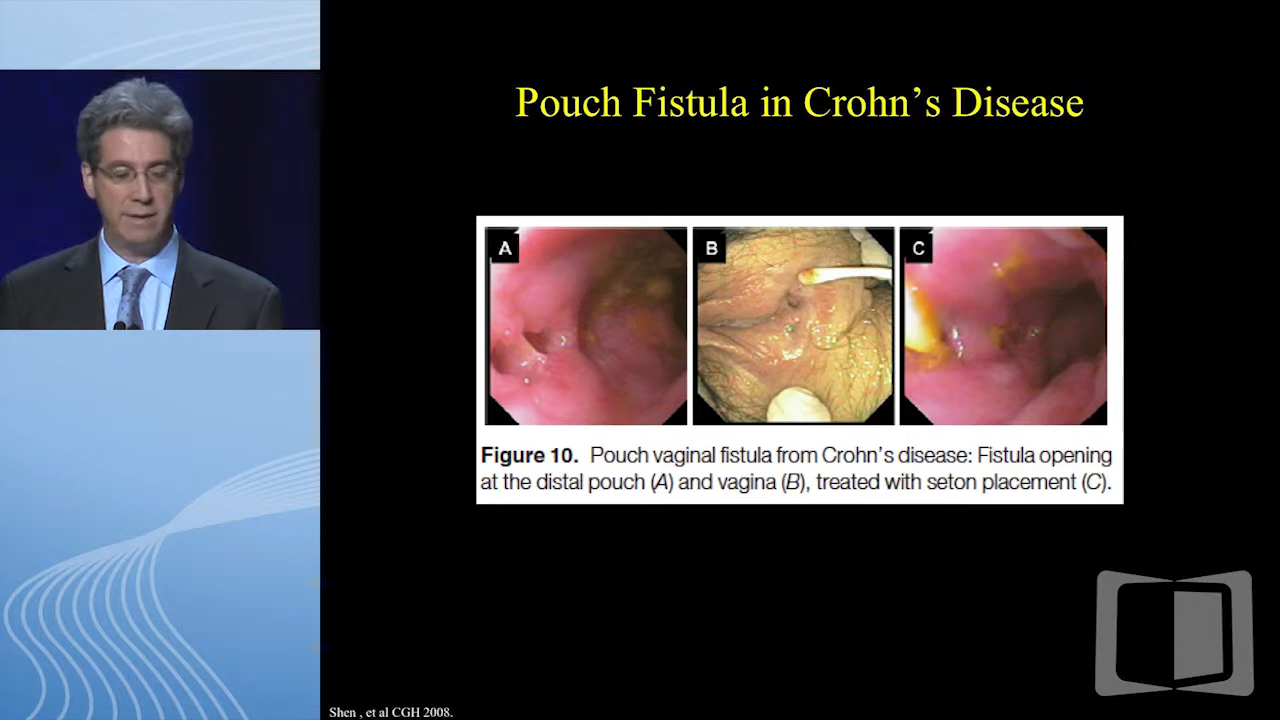 Pouch Fistula in Crohn's Disease
A
B
C
Figure 10. Pouch vaginal fistula from Crohn's disease: Fistula opening
at the distal pouch (A) and vagina (B), treated with seton placement (C).
Shen , et al CGH 2008.